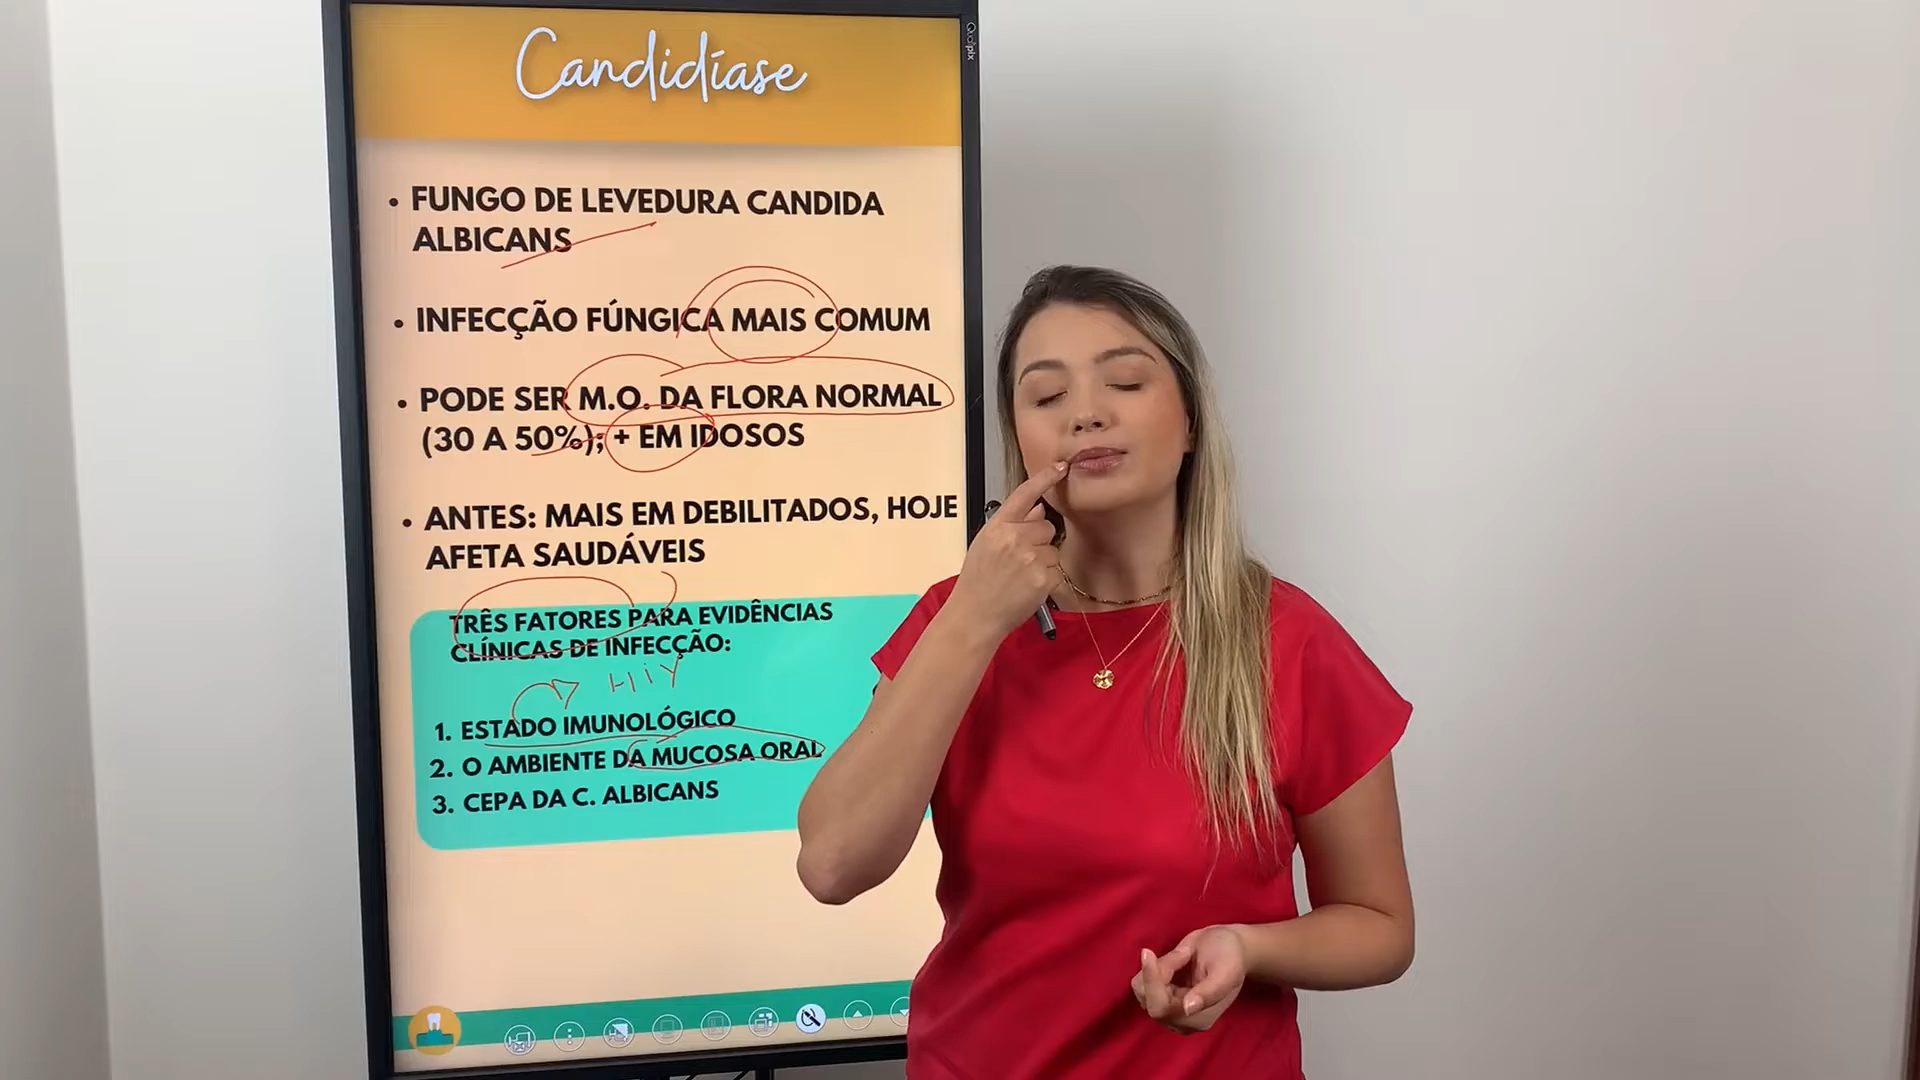 Candidíase
Qualpix
• FUNGO DE LEVEDURA CANDIDA
ALBICANS
• INFECÇÃO FÚNGICA MAIS COMUM
• PODE SER M.O. DA FLORA NORMAL
(30 A 50%); + EM IDOSOS
• ANTES: MAIS EM DEBILITADOS, HOJE
AFETA SAUDÁVEIS
TRÊS FATORES PARA EVIDÊNCIAS
CLÍNICAS DE INFECÇÃO:
HiV
1. ESTADO IMUNOLÓGICO
2. O AMBIENTE DA MUCOSA ORAL
3. CEPA DA C. ALBICANS